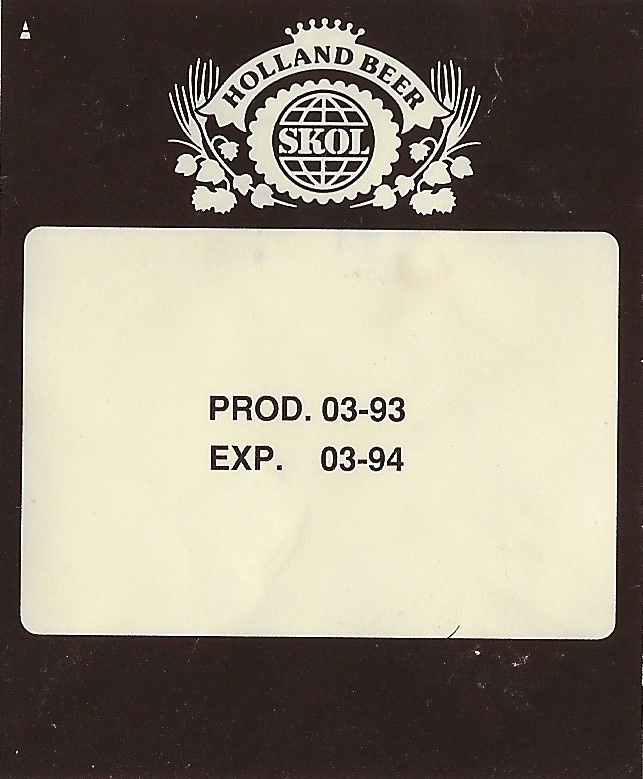 HOLLAND BEER
SKOL
PROD. 03-93
EXP. 03-94